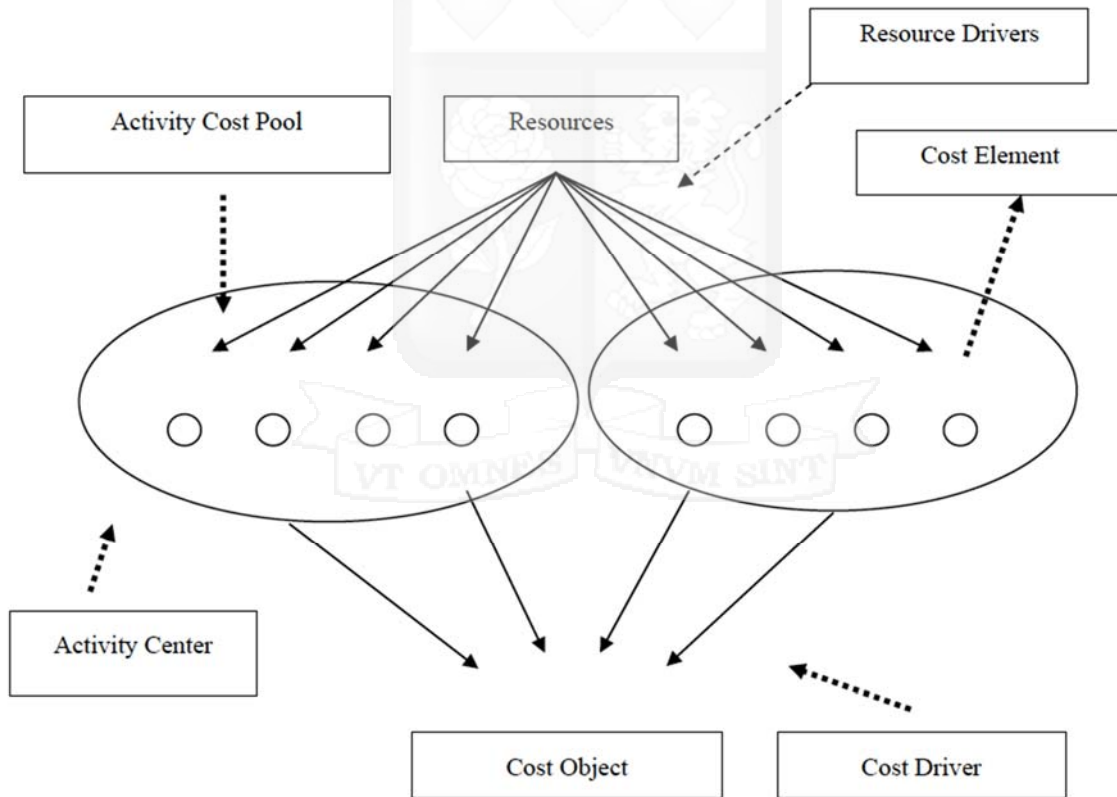 Resource Drivers
Activity Cost Pool
Resources
Cost Element
VT OMNES VNVM SINT
Activity Center
Cost Object
Cost Driver